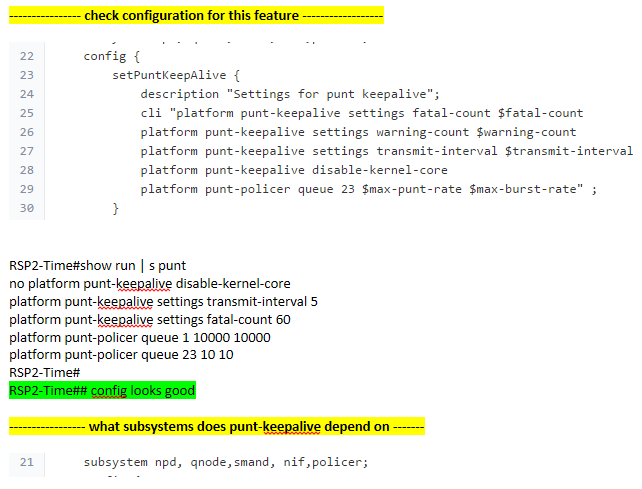 ---------------- check configuration for this feature ------------------
22 config {
23 setPuntKeepAlive {
24 description "Settings for punt keepalive";
25 cli "platform punt-keepalive settings fatal-count $fatal-count
26 platform punt-keepalive settings warning-count $warning-count
27 platform punt-keepalive settings transmit-interval $transmit-interval
28 platform punt-keepalive disable-kernel-core
29 platform punt-policer queue 23 $max-punt-rate $max-burst-rate" ;
30 }
RSP2-Time#show run | s punt
no platform punt-keepalive disable-kernel-core
platform punt-keepalive settings transmit-interval 5
platform punt-keepalive settings fatal-count 60
platform punt-policer queue 1 10000 10000
platform punt-policer queue 23 10 10
RSP2-Time#
RSP2-Time## config looks good
----------------- what subsystems does punt-keepalive depend on -------
21 subsystem npd, qnode,smand, nif,policer;